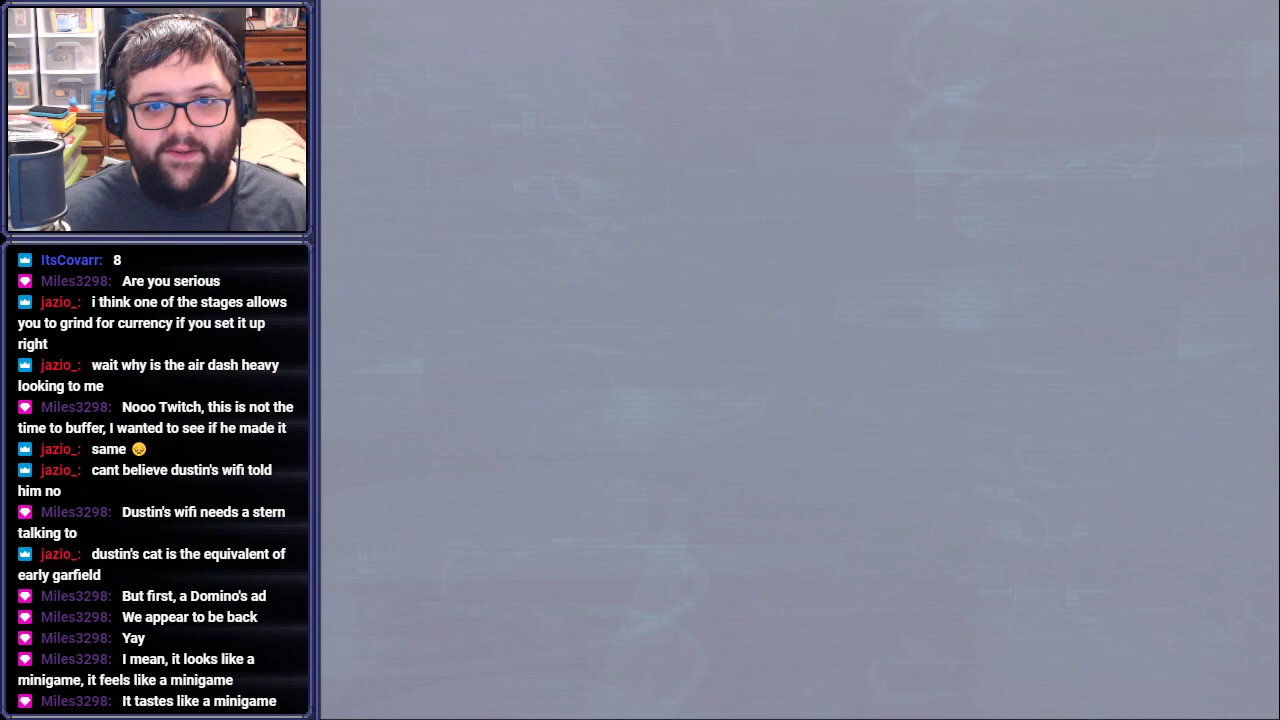 ItsCovarr: 8
Miles3298: Are you serious
jazio_: i think one of the stages allows
you to grind for currency if you set it up
right
jazio_: wait why is the air dash heavy
looking to me
Miles3298: Nooo Twitch, this is not the
time to buffer, I wanted to see if he made it
jazio_: same 😞
jazio_: cant believe dustin's wifi told
him no
Miles3298: Dustin's wifi needs a stern
talking to
jazio_: dustin's cat is the equivalent of
early garfield
Miles3298: But first, a Domino's ad
Miles3298: We appear to be back
Miles3298: Yay
Miles3298: I mean, it looks like a
minigame, it feels like a minigame
Miles3298: It tastes like a minigame